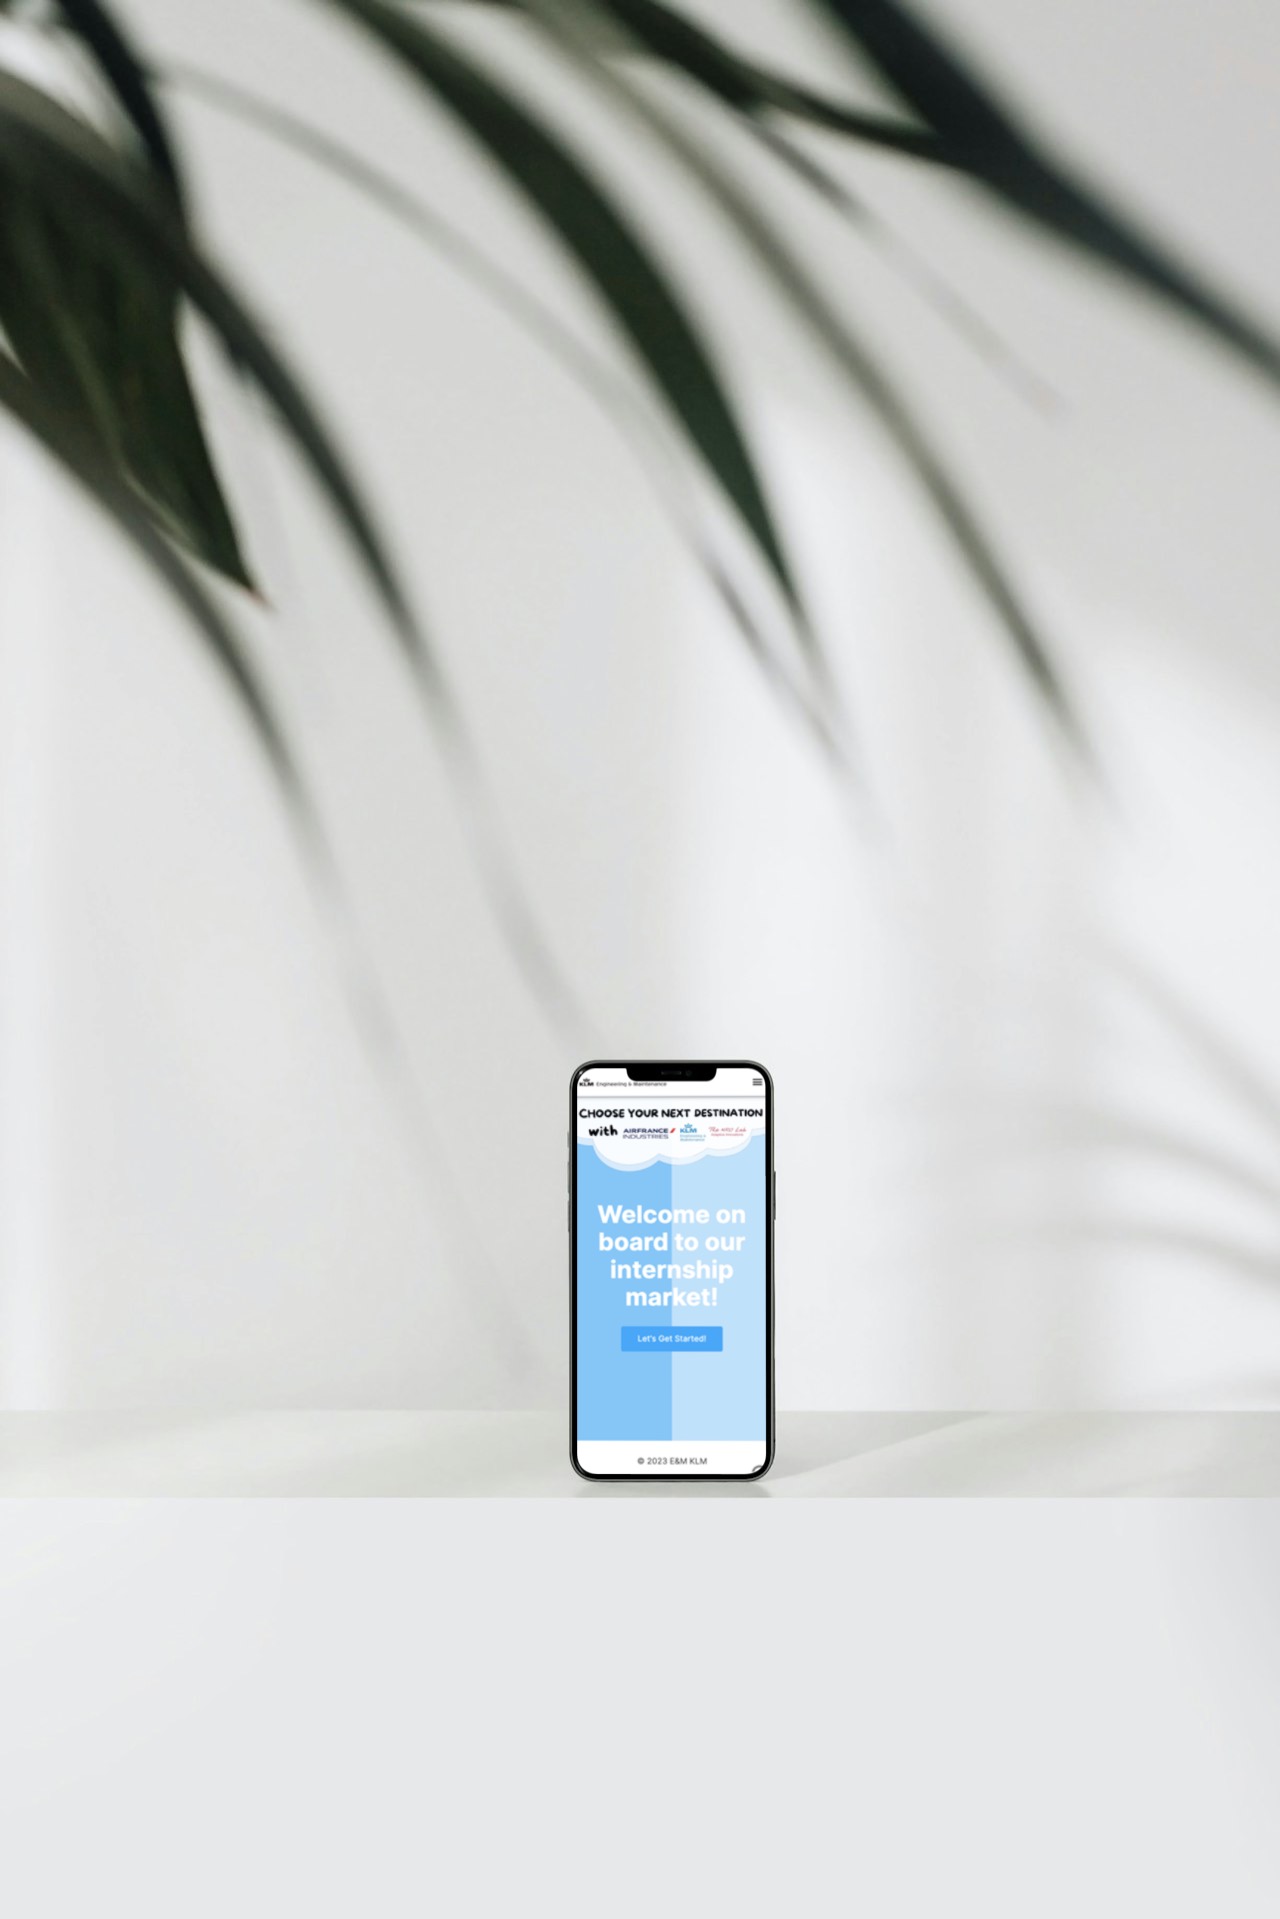 KLM Engineering & Maintenance
CHOOSE YOUR NEXT DESTINATION
with AIRFRANCE INDUSTRIES KLM Engineering & Maintenance The MRO Lab
Welcome on
board to our
internship
market!
Let's Get Started!
© 2023 E&M KLM